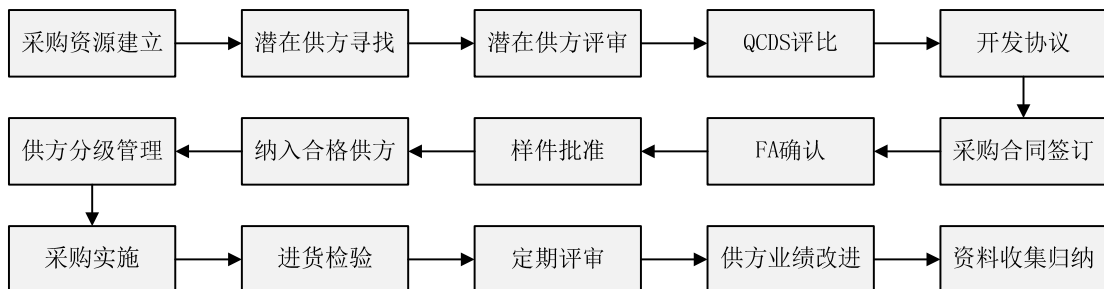 采购资源建立
潜在供方寻找
潜在供方评审
QCDS评比
开发协议
采购合同签订
FA确认
样件批准
纳入合格供方
供方分级管理
采购实施
进货检验
定期评审
供方业绩改进
资料收集归纳